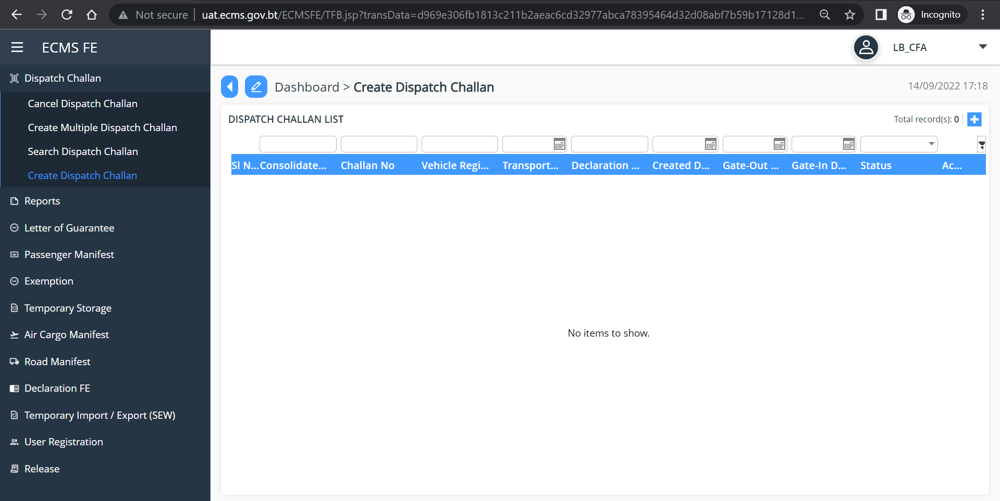 Not secure
uat.ecms.gov.bt/ECMSFE/TFB.jsp?transData=d969e306fb1813c211b2aeac6cd32977abca78395464d32d08abf7b59b17128d1...
Incognito
ECMS FE
LB_CFA
Dispatch Challan
Cancel Dispatch Challan
Create Multiple Dispatch Challan
Search Dispatch Challan
Create Dispatch Challan
Reports
Letter of Guarantee
Passenger Manifest
Exemption
Temporary Storage
Air Cargo Manifest
Road Manifest
Declaration FE
Temporary Import / Export (SEW)
User Registration
Release
Dashboard > Create Dispatch Challan
14/09/2022 17:18
DISPATCH CHALLAN LIST
Total record(s): 0
Sl N... Consolidate... Challan No Vehicle Regi... Transport... Declaration ... Created D... Gate-Out ... Gate-In D... Status Ac...
No items to show.